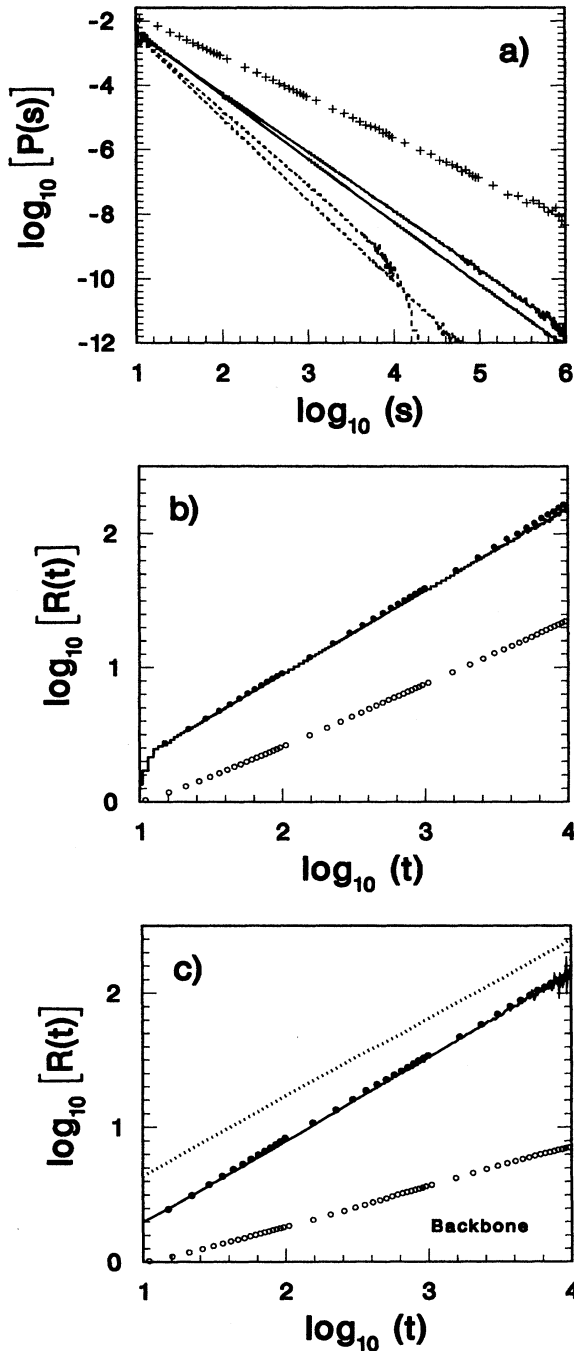 a)
log₁₀ [P(s)]
-2
-4
-6
-8
-10
-12
1 2 3 4 5 6
log₁₀ (s)
b)
log₁₀ [R(t)]
2
1
0
1 2 3 4
log₁₀ (t)
c)
log₁₀ [R(t)]
2
1
0
Backbone
1 2 3 4
log₁₀ (t)